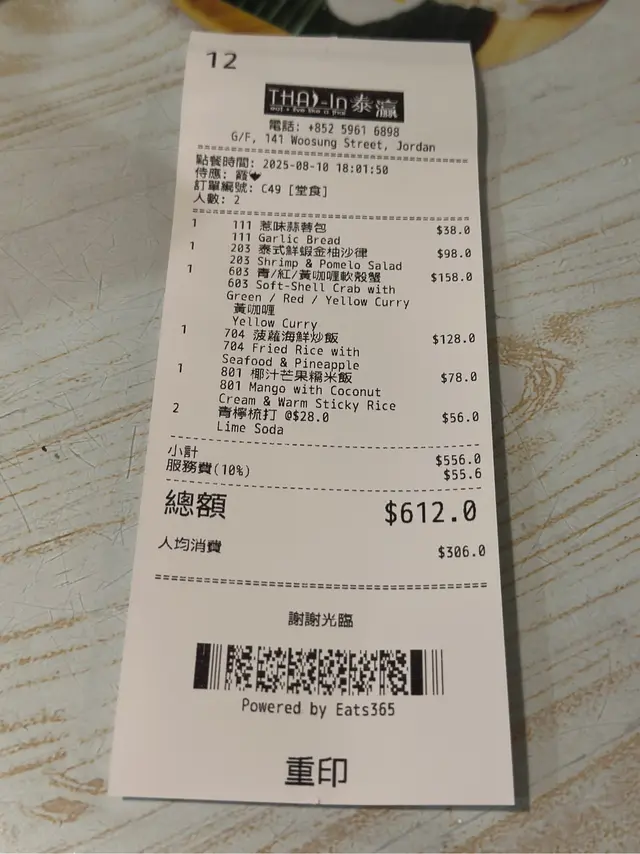 12
THAI-In 泰瀛
eat • live like a thai
電話: +852 5961 6898
G/F, 141 Woosung Street, Jordan
點餐時間: 2025-08-10 18:01:50
侍應: 霞
訂單編號: C49 [堂食]
人數: 2
1 111 惹味蒜蓉包 $38.0
111 Garlic Bread
1 203 泰式鮮蝦金柚沙律 $98.0
203 Shrimp & Pomelo Salad
1 603 青/紅/黃咖喱軟殼蟹 $158.0
603 Soft-Shell Crab with
Green / Red / Yellow Curry
黃咖喱
Yellow Curry
1 704 菠蘿海鮮炒飯 $128.0
704 Fried Rice with
Seafood & Pineapple
1 801 椰汁芒果糯米飯 $78.0
801 Mango with Coconut
Cream & Warm Sticky Rice
2 青檸梳打 @$28.0 $56.0
Lime Soda
小計 $556.0
服務費(10%) $55.6
總額 $612.0
人均消費 $306.0
謝謝光臨
Powered by Eats365
重印